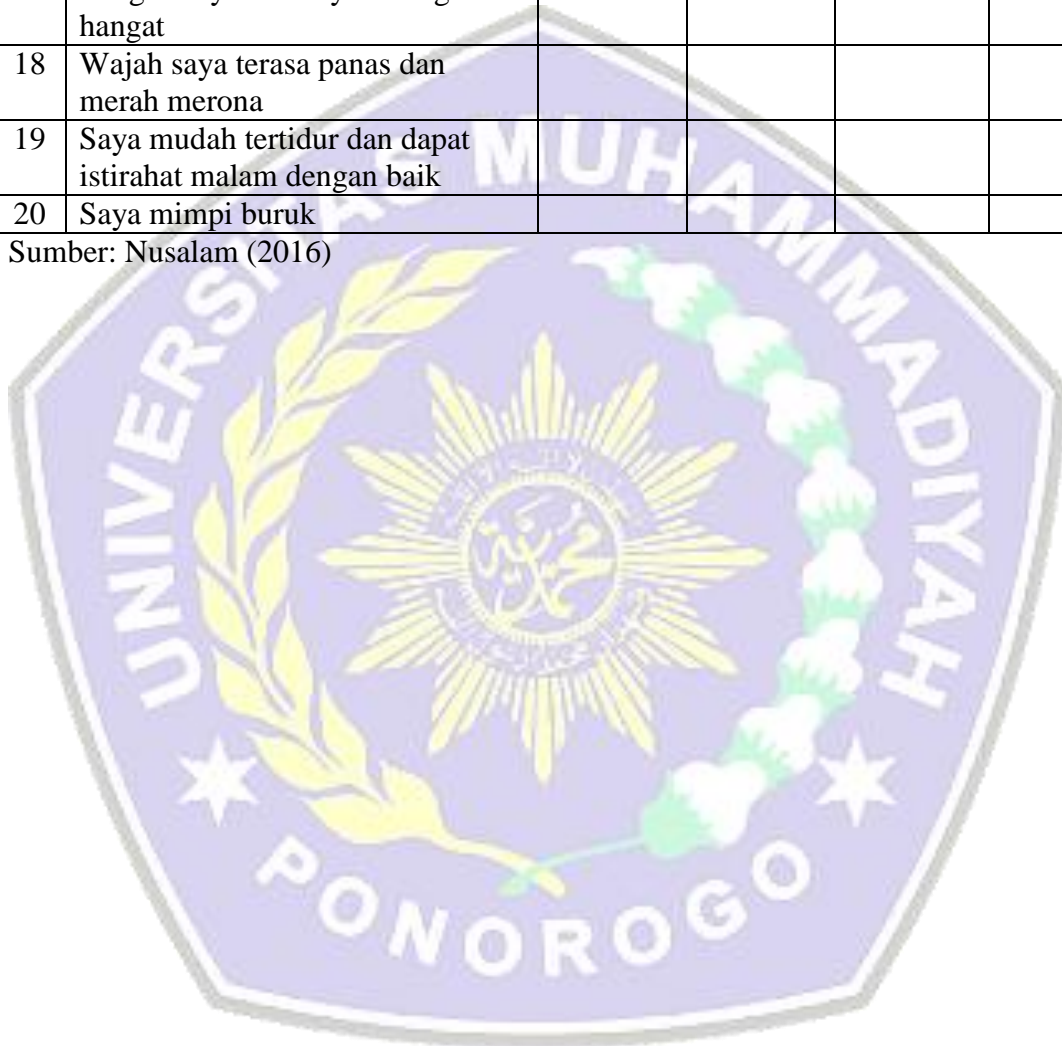 hangat
18 Wajah saya terasa panas dan
merah merona
19 Saya mudah tertidur dan dapat
istirahat malam dengan baik
20 Saya mimpi buruk
Sumber: Nusalam (2016)
UNIVERSITAS MUHAMMADIYAH
PONOROGO